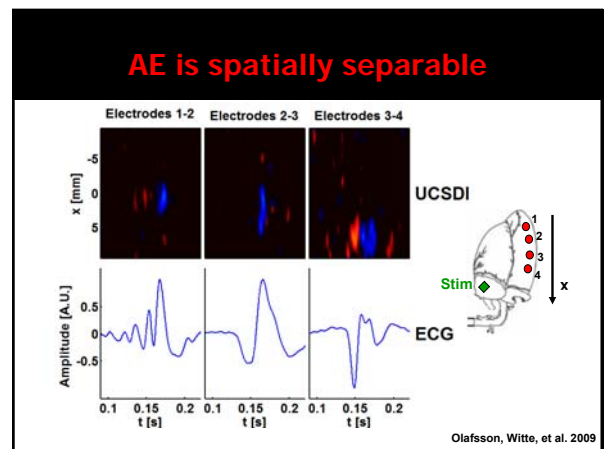 AE is spatially separable
Electrodes 1-2 Electrodes 2-3 Electrodes 3-4
x [mm]
-5
0
5
UCSDI
1
2
3
4
Stim
x
Amplitude [A.U.]
0.5
0
-0.5
ECG
0.1 0.15 0.2 0.1 0.15 0.2 0.1 0.15 0.2
t [s] t [s] t [s]
Olafsson, Witte, et al. 2009